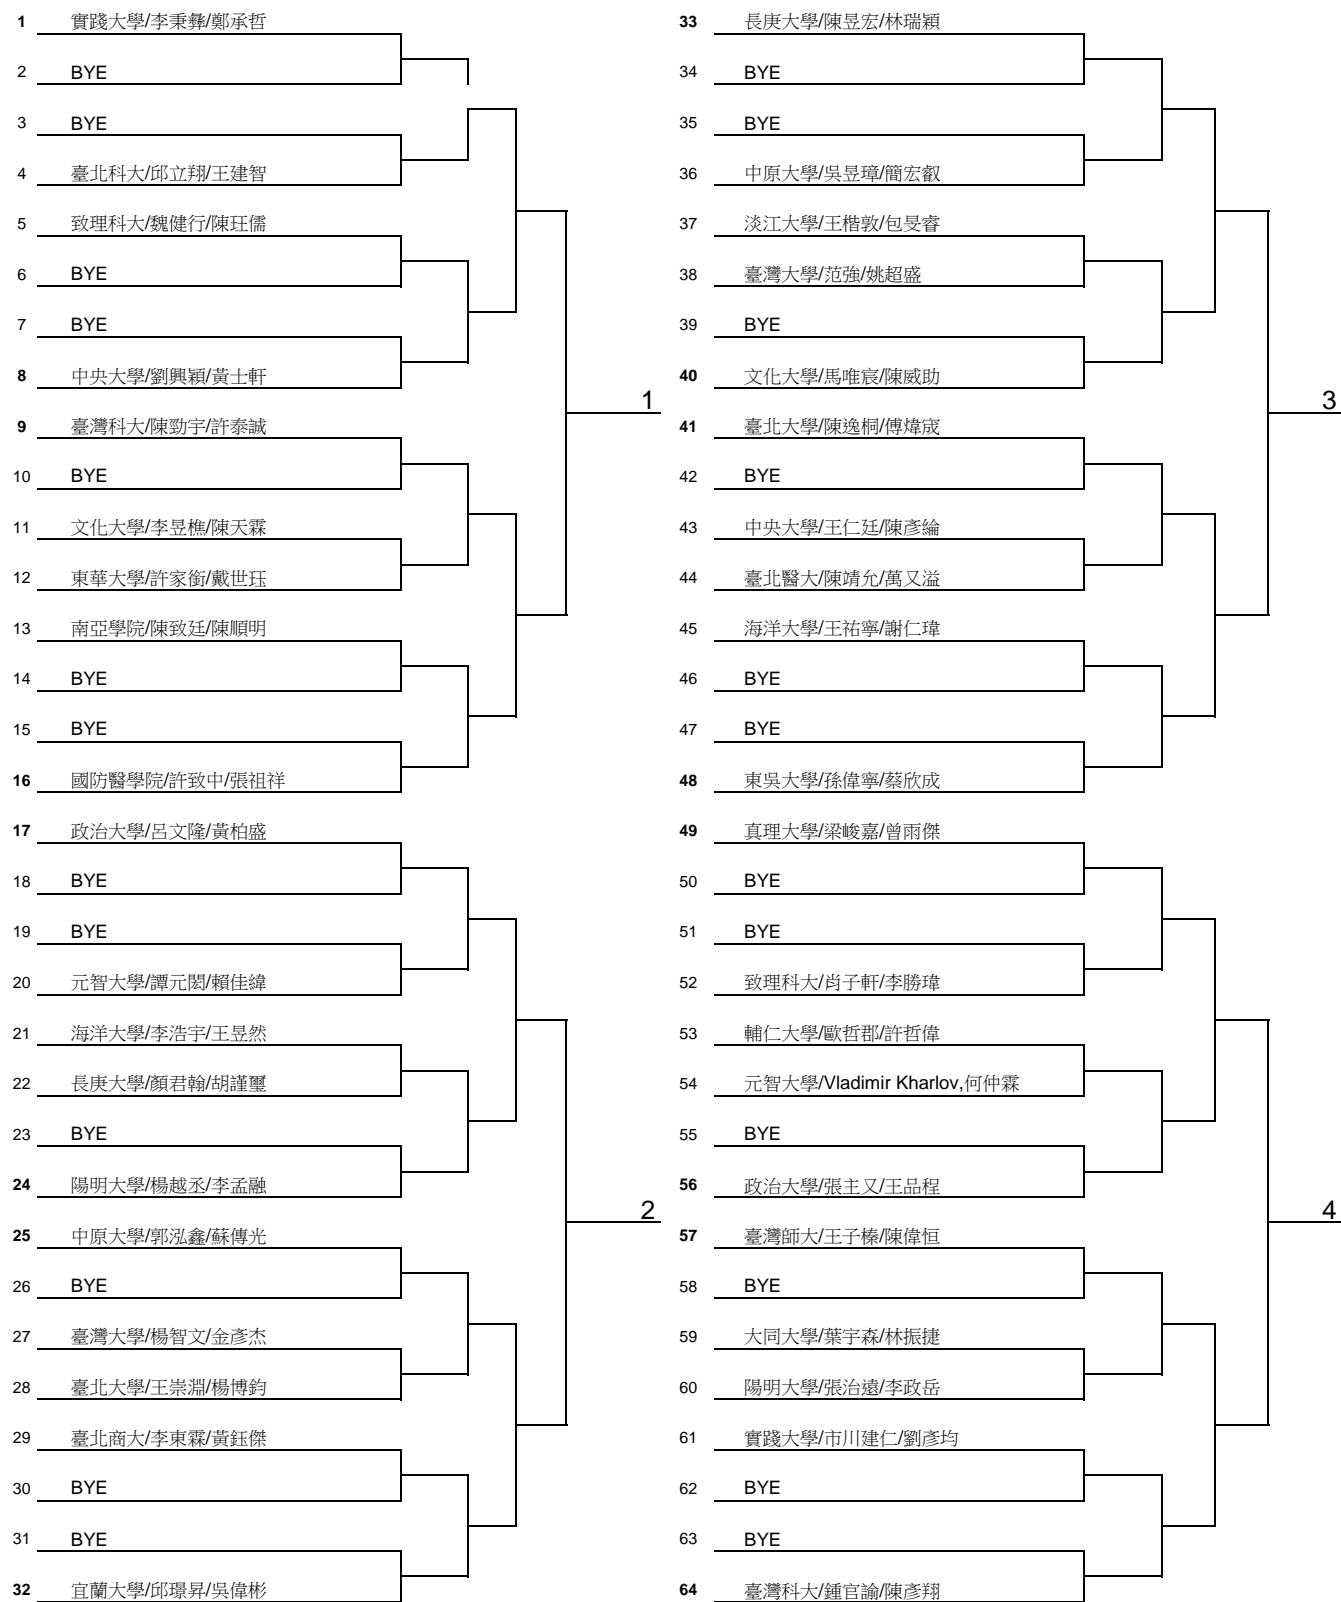 1 實踐大學/李秉彝/鄭承哲
2 BYE
3 BYE
4 臺北科大/邱立翔/王建智
5 致理科大/魏健行/陳玨儒
6 BYE
7 BYE
8 中央大學/劉興穎/黃士軒
1
9 臺灣科大/陳勁宇/許泰誠
10 BYE
11 文化大學/李昱樵/陳天霖
12 東華大學/許家銜/戴世玨
13 南亞學院/陳致廷/陳順明
14 BYE
15 BYE
16 國防醫學院/許致中/張祖祥
17 政治大學/呂文隆/黃柏盛
18 BYE
19 BYE
20 元智大學/譚元閎/賴佳緯
21 海洋大學/李浩宇/王昱然
22 長庚大學/顏君翰/胡謹璽
23 BYE
24 陽明大學/楊越丞/李孟融
2
25 中原大學/郭泓鑫/蘇傳光
26 BYE
27 臺灣大學/楊智文/金彥杰
28 臺北大學/王崇淵/楊博鈞
29 臺北商大/李東霖/黃鈺傑
30 BYE
31 BYE
32 宜蘭大學/邱璟昇/吳偉彬
33 長庚大學/陳昱宏/林瑞穎
34 BYE
35 BYE
36 中原大學/吳昱璋/簡宏叡
37 淡江大學/王楷敦/包旻睿
38 臺灣大學/范強/姚超盛
39 BYE
40 文化大學/馬唯宸/陳威助
3
41 臺北大學/陳逸桐/傅煒宬
42 BYE
43 中央大學/王仁廷/陳彥綸
44 臺北醫大/陳靖允/萬又溢
45 海洋大學/王祐寧/謝仁瑋
46 BYE
47 BYE
48 東吳大學/孫偉寧/蔡欣成
49 真理大學/梁峻嘉/曾雨傑
50 BYE
51 BYE
52 致理科大/肖子軒/李勝瑋
53 輔仁大學/歐哲郡/許哲偉
54 元智大學/Vladimir Kharlov,何仲霖
55 BYE
56 政治大學/張主又/王品程
4
57 臺灣師大/王子榛/陳偉恒
58 BYE
59 大同大學/葉宇森/林振捷
60 陽明大學/張治遠/李政岳
61 實踐大學/市川建仁/劉彥均
62 BYE
63 BYE
64 臺灣科大/鍾官諭/陳彥翔